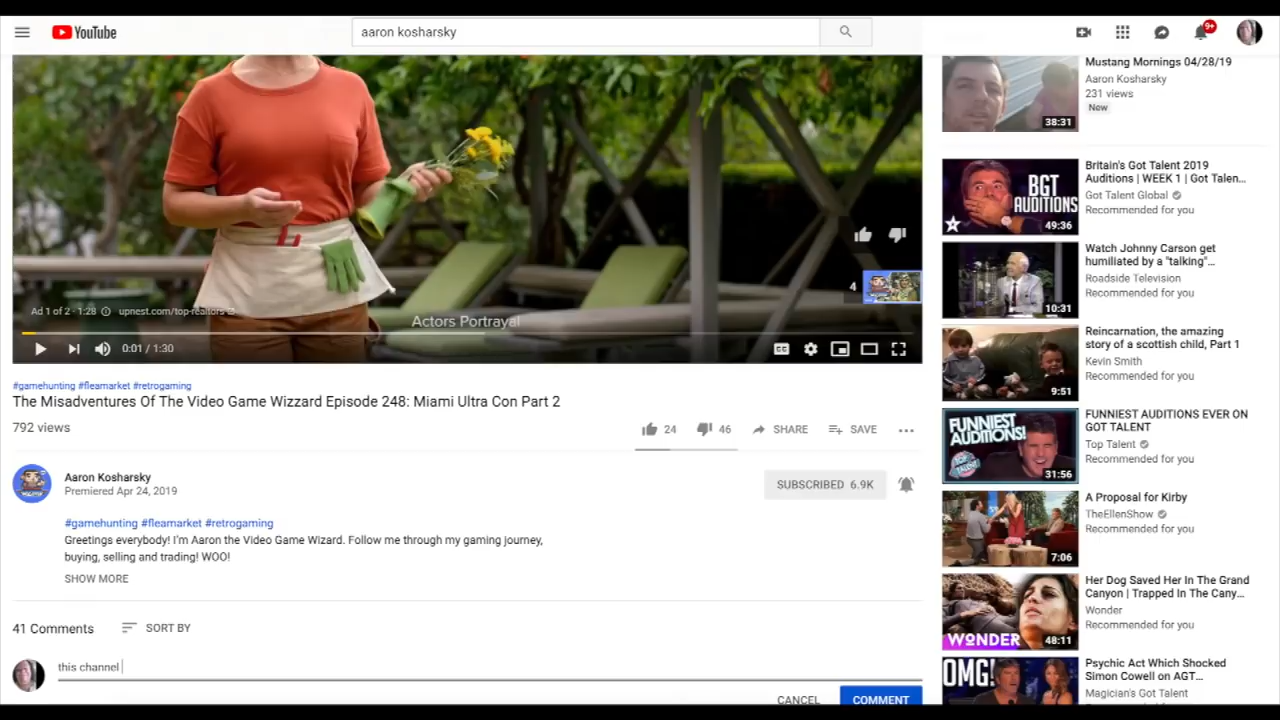 YouTube
aaron kosharsky
9+
Ad 1 of 2 · 1:28
upnest.com/top-realtors
Actors Portrayal
4
0:01 / 1:30
CC
#gamehunting #fleamarket #retrogaming
The Misadventures Of The Video Game Wizzard Episode 248: Miami Ultra Con Part 2
792 views
24
46
SHARE
SAVE
Aaron Kosharsky
Premiered Apr 24, 2019
SUBSCRIBED 6.9K
#gamehunting #fleamarket #retrogaming
Greetings everybody! I'm Aaron the Video Game Wizard. Follow me through my gaming journey,
buying, selling and trading! WOO!
SHOW MORE
41 Comments
SORT BY
this channel
CANCEL
COMMENT
Mustang Mornings 04/28/19
Aaron Kosharsky
231 views
Now
38:31
BGT
AUDITIONS
49:36
Britain's Got Talent 2019
Auditions | WEEK 1 | Got Talen...
Got Talent Global
Recommended for you
10:31
Watch Johnny Carson get
humiliated by a "talking"...
Roadside Television
Recommended for you
9:51
Reincarnation, the amazing
story of a scottish child, Part 1
Kevin Smith
Recommended for you
FUNNIEST
AUDITIONS!
TOP
TALENT
31:56
FUNNIEST AUDITIONS EVER ON
GOT TALENT
Top Talent
Recommended for you
7:06
A Proposal for Kirby
TheEllenShow
Recommended for you
WONDER
48:11
Her Dog Saved Her In The Grand
Canyon | Trapped In The Cany...
Wonder
Recommended for you
OMG!
Psychic Act Which Shocked
Simon Cowell on AGT...
Magician's Got Talent